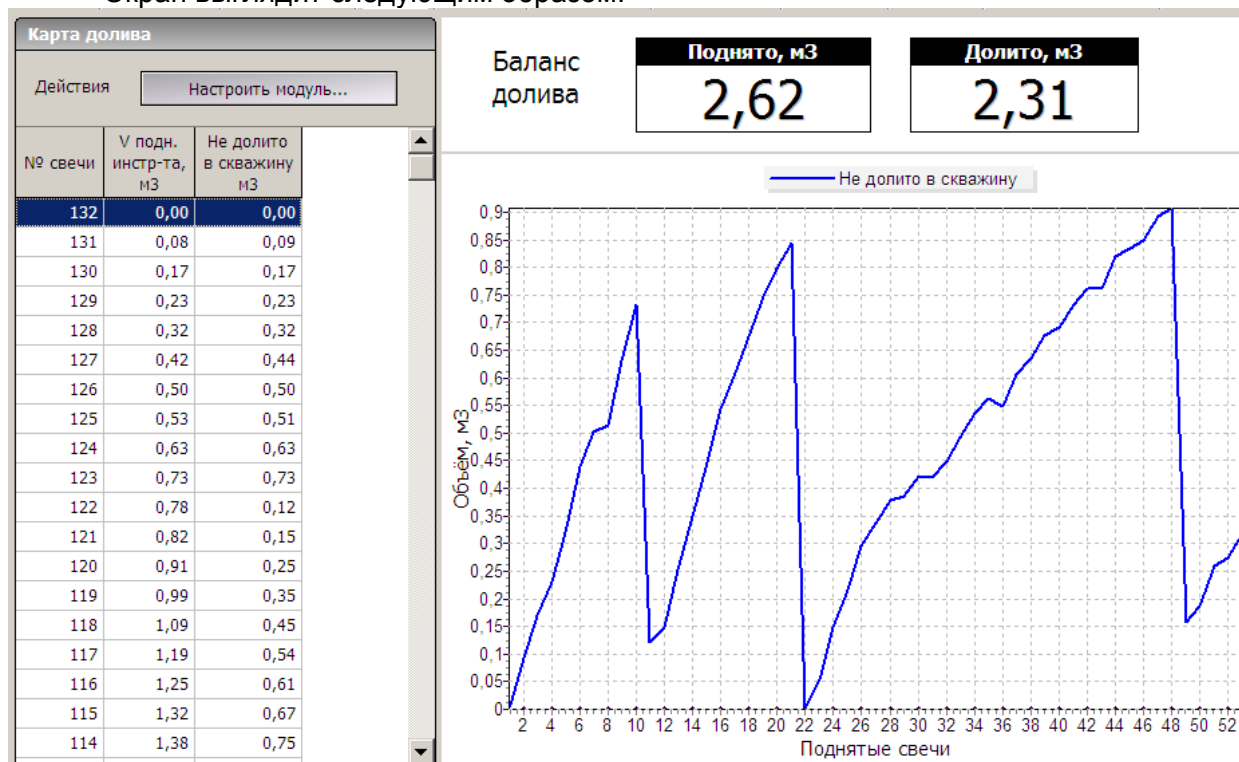 Экран выглядит следующим образом:
Карта долива
Действия
Настроить модуль...
№ свечи V подн. инстр-та, м3 Не долито в скважину м3
132 0,00 0,00
131 0,08 0,09
130 0,17 0,17
129 0,23 0,23
128 0,32 0,32
127 0,42 0,44
126 0,50 0,50
125 0,53 0,51
124 0,63 0,63
123 0,73 0,73
122 0,78 0,12
121 0,82 0,15
120 0,91 0,25
119 0,99 0,35
118 1,09 0,45
117 1,19 0,54
116 1,25 0,61
115 1,32 0,67
114 1,38 0,75
Баланс
долива
Поднято, м3
2,62
Долито, м3
2,31
Не долито в скважину
0,9
0,85
0,8
0,75
0,7
0,65
0,6
0,55
0,5
0,45
0,4
0,35
0,3
0,25
0,2
0,15
0,1
0,05
0
Объём, м3
2 4 6 8 10 12 14 16 18 20 22 24 26 28 30 32 34 36 38 40 42 44 46 48 50 52
Поднятые свечи